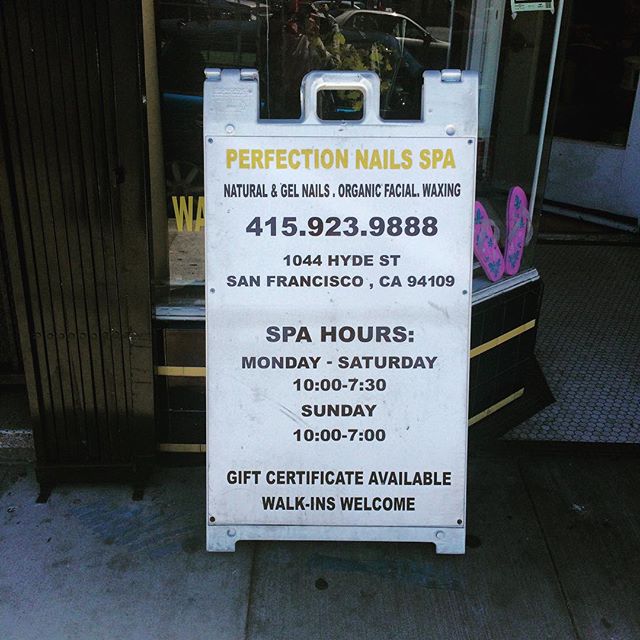 PERFECTION NAILS SPA
NATURAL & GEL NAILS . ORGANIC FACIAL. WAXING
415.923.9888
1044 HYDE ST
SAN FRANCISCO , CA 94109
SPA HOURS:
MONDAY - SATURDAY
10:00-7:30
SUNDAY
10:00-7:00
GIFT CERTIFICATE AVAILABLE
WALK-INS WELCOME
WA